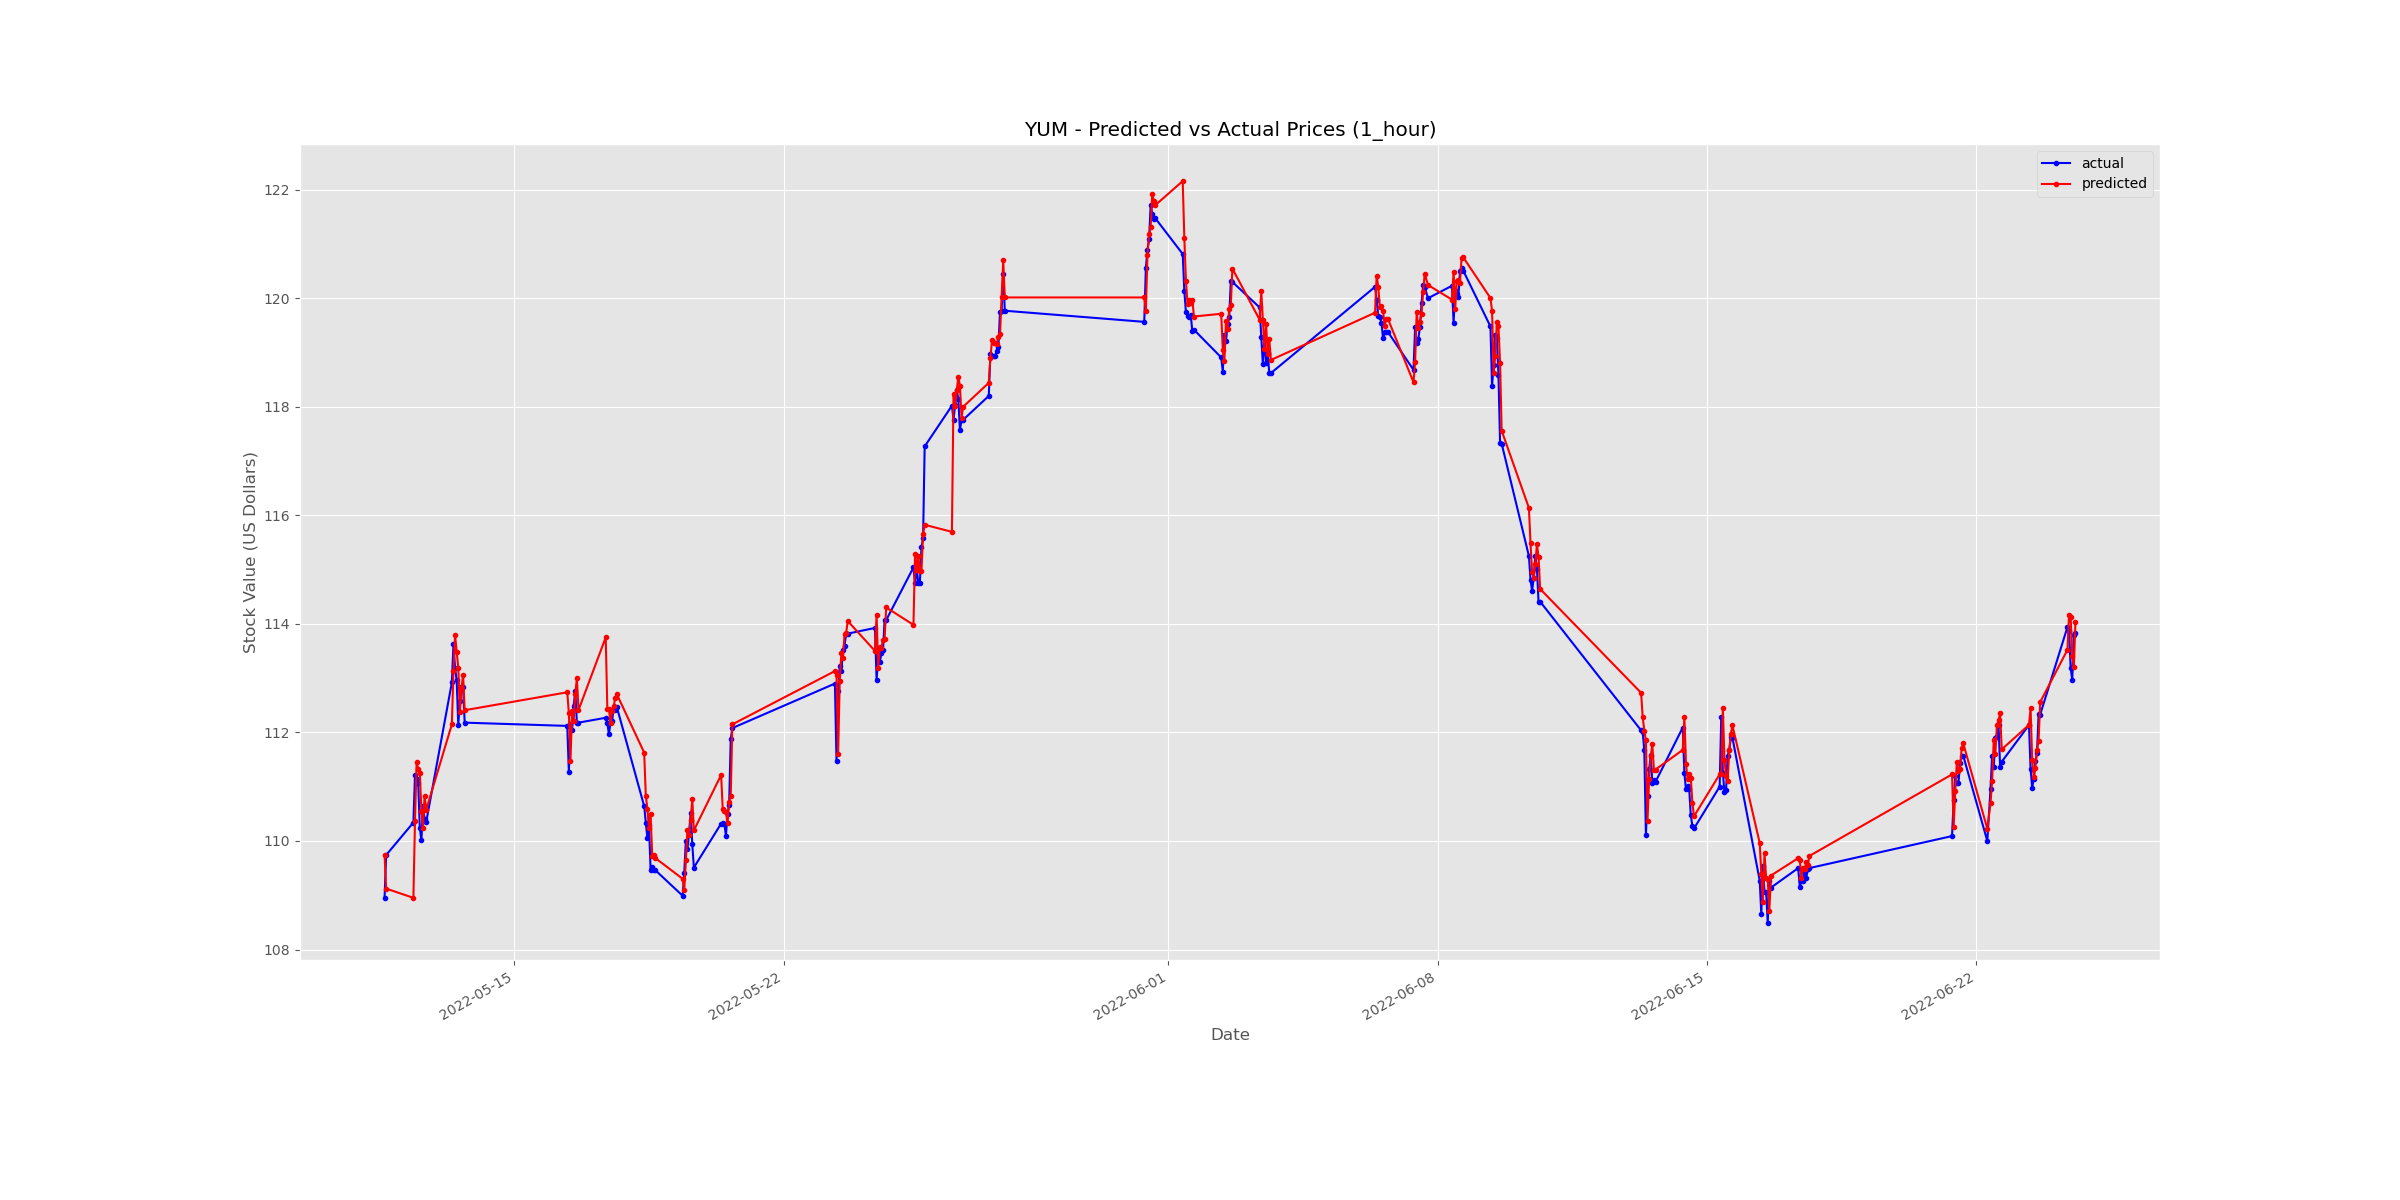 YUM - Predicted vs Actual Prices (1_hour)
actual
predicted
122
120
118
116
114
112
110
108
Stock Value (US Dollars)
2022-05-15
2022-05-22
2022-06-01
2022-06-08
2022-06-15
2022-06-22
Date